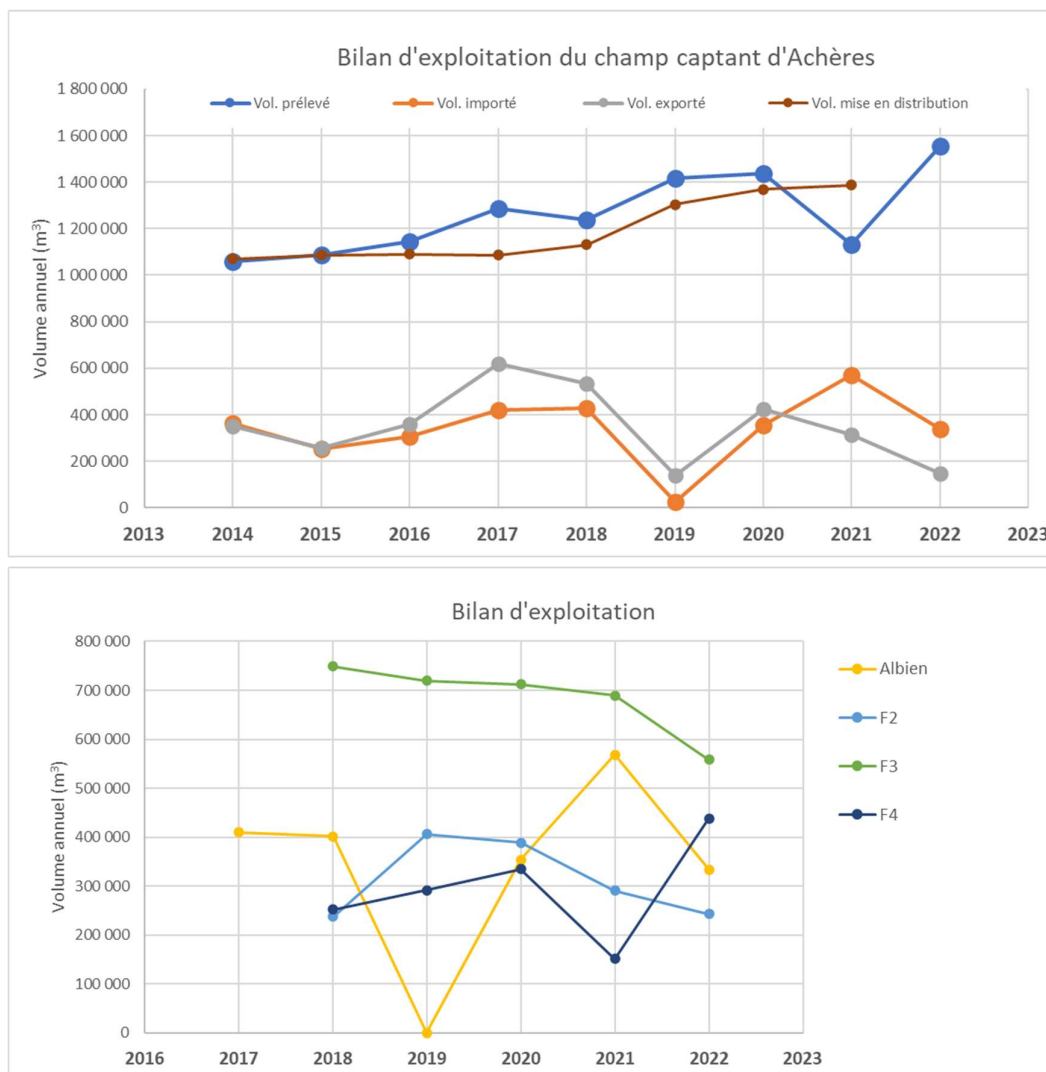 Bilan d'exploitation du champ captant d'Achères
Vol. prélevé Vol. importé Vol. exporté Vol. mise en distribution
Volume annuel (m³)
1 800 000
1 600 000
1 400 000
1 200 000
1 000 000
800 000
600 000
400 000
200 000
0
2013 2014 2015 2016 2017 2018 2019 2020 2021 2022 2023
Bilan d'exploitation
Volume annuel (m³)
800 000
700 000
600 000
500 000
400 000
300 000
200 000
100 000
0
2016 2017 2018 2019 2020 2021 2022 2023
Albien
F2
F3
F4